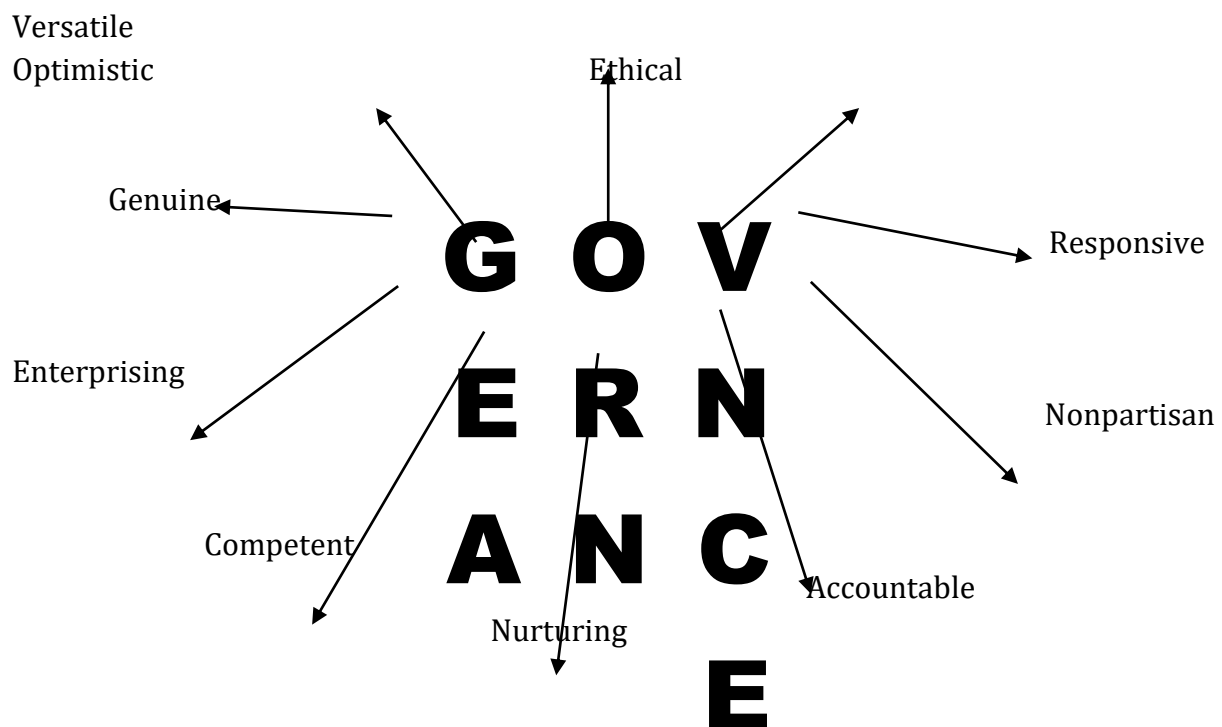 Versatile
Optimistic
Ethical
Genuine
G O V
Responsive
Enterprising
E R N
Nonpartisan
Competent
A N C
Accountable
Nurturing
E